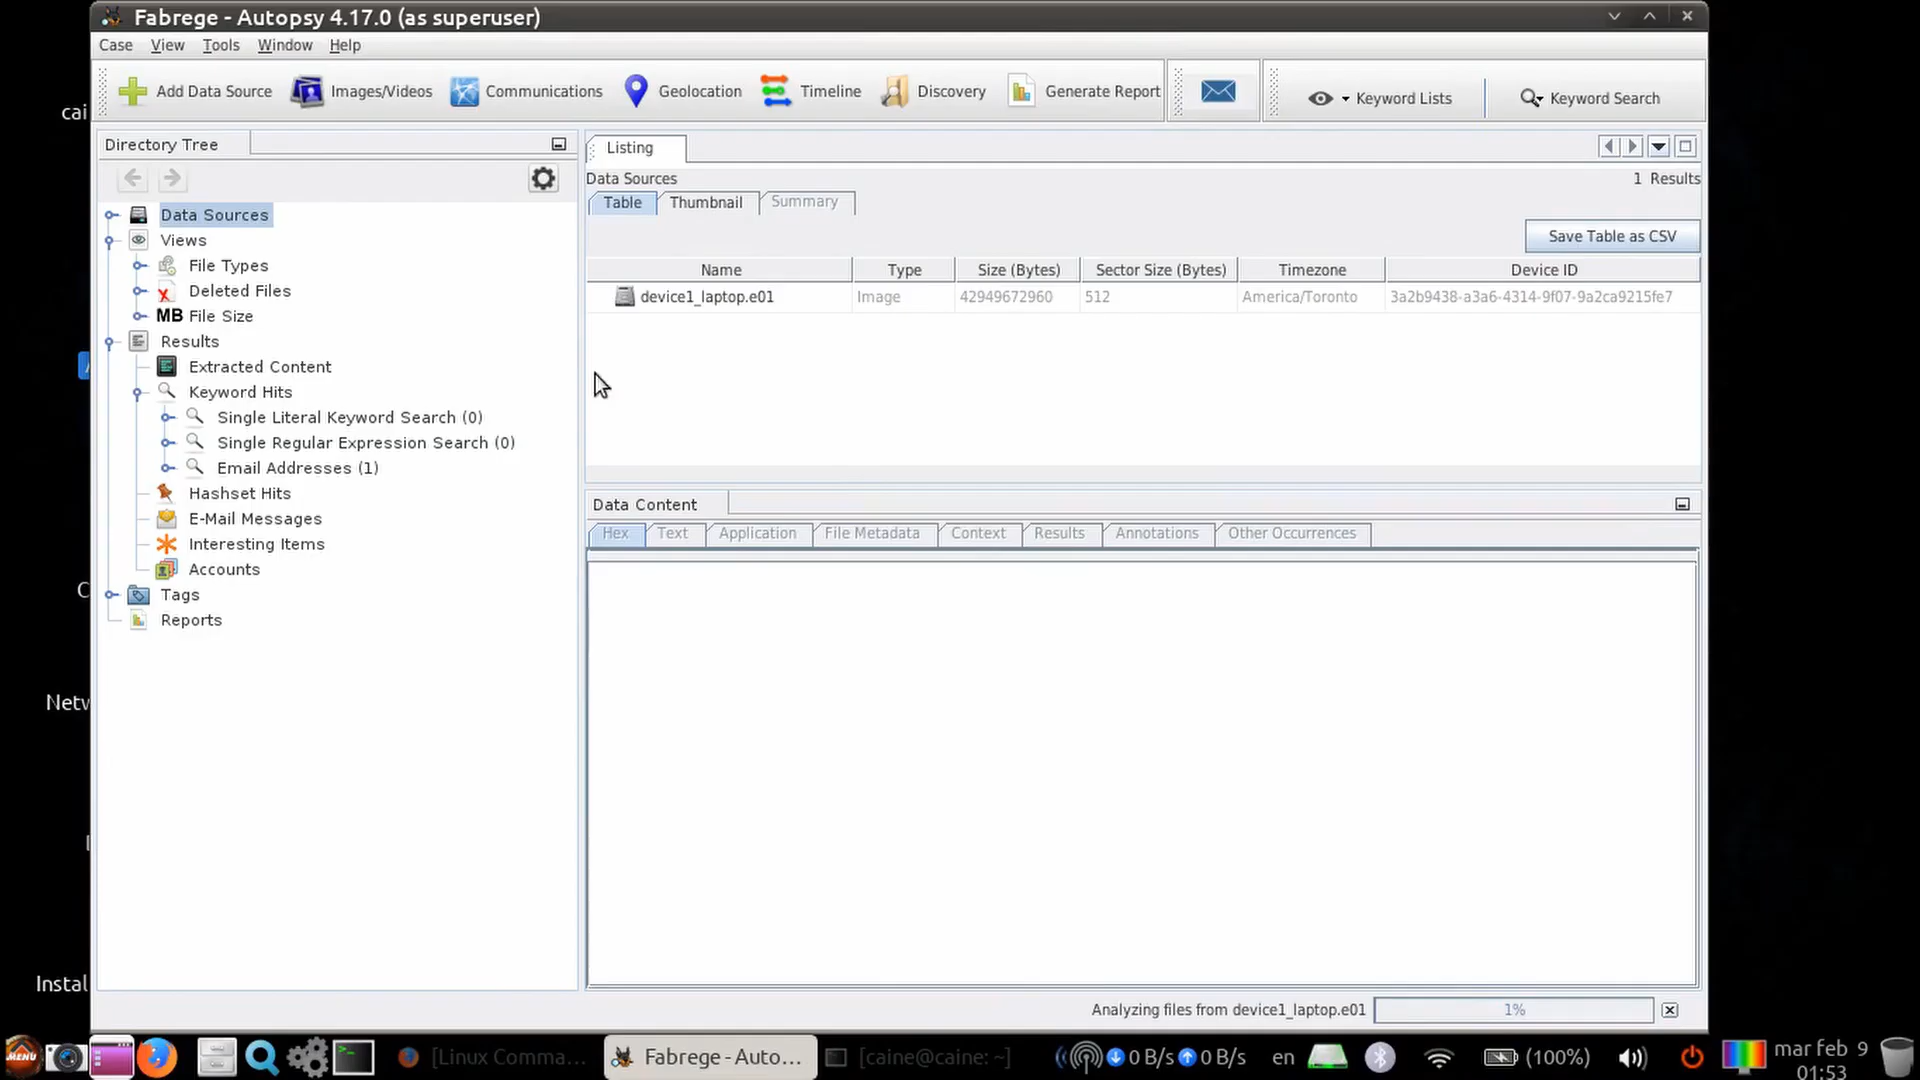 Fabrege - Autopsy 4.17.0 (as superuser)
Case View Tools Window Help
Add Data Source Images/Videos Communications Geolocation Timeline Discovery Generate Report Keyword Lists Keyword Search
cai
Directory Tree
Listing
Data Sources 1 Results
Table Thumbnail Summary
Save Table as CSV
Name Type Size (Bytes) Sector Size (Bytes) Timezone Device ID
device1_laptop.e01 Image 42949672960 512 America/Toronto 3a2b9438-a3a6-4314-9f07-9a2ca9215fe7
Data Sources
Views
File Types
Deleted Files
MB File Size
Results
Extracted Content
Keyword Hits
Single Literal Keyword Search (0)
Single Regular Expression Search (0)
Email Addresses (1)
Hashset Hits
E-Mail Messages
Interesting Items
Accounts
Tags
Reports
Data Content
Hex Text Application File Metadata Context Results Annotations Other Occurrences
C
Netw
Instal
Analyzing files from device1_laptop.e01 1%
MENU [Linux Comma... Fabrege - Auto... [caine@caine: ~] 0 B/s 0 B/s en (100%) mar feb 9
01:53